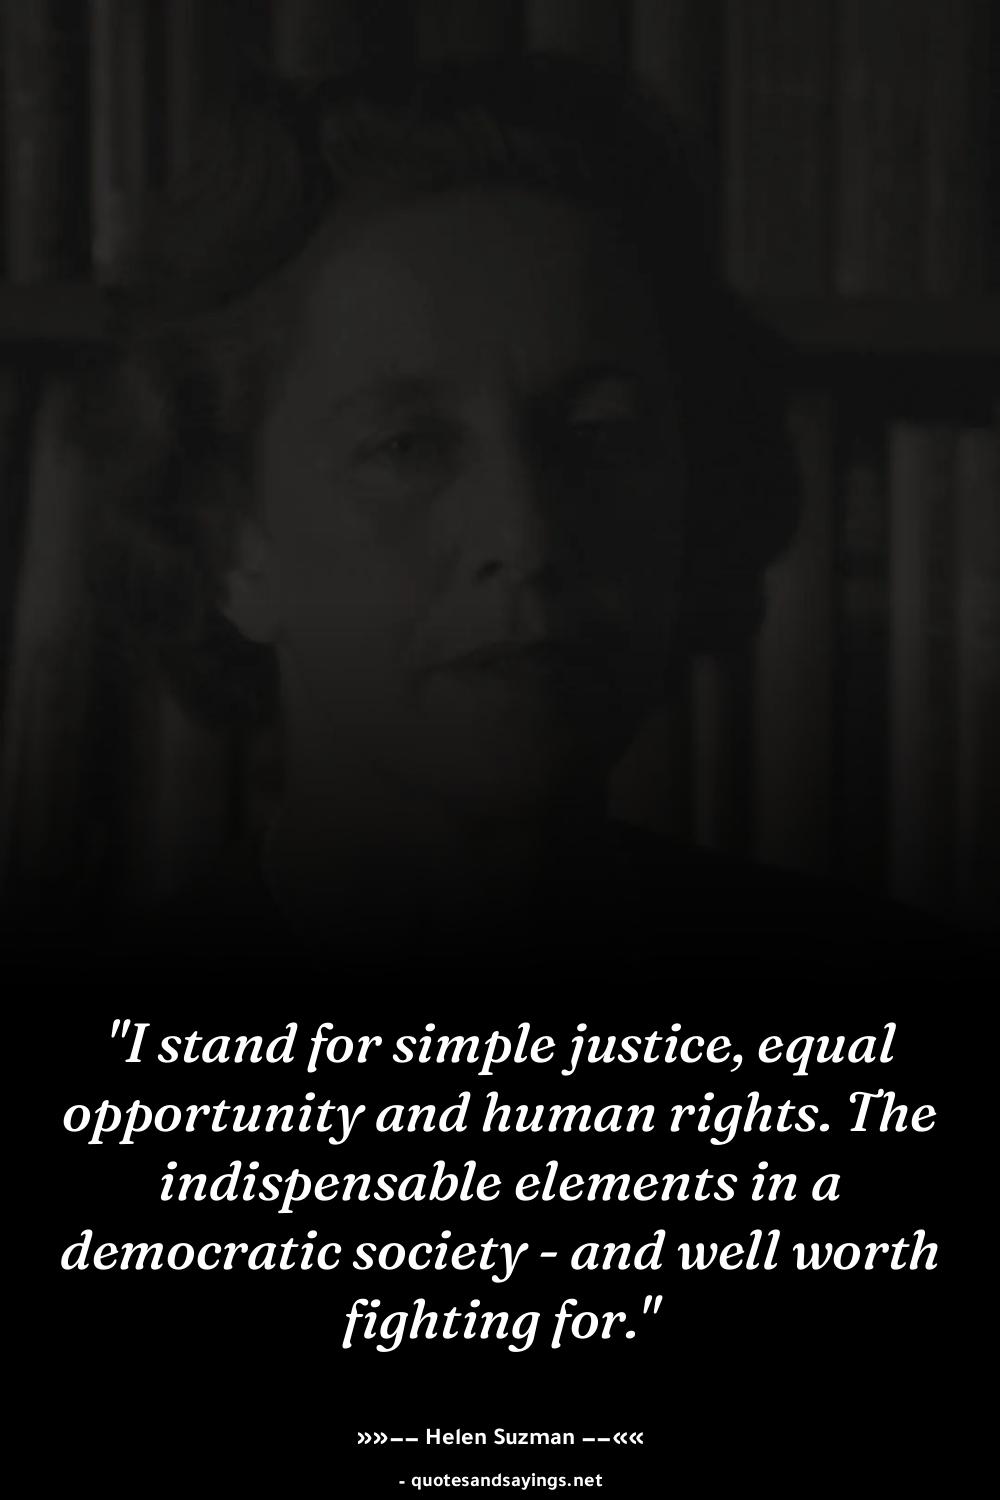 "I stand for simple justice, equal
opportunity and human rights. The
indispensable elements in a
democratic society - and well worth
fighting for."
»»–– Helen Suzman ––««
- quotesandsayings.net